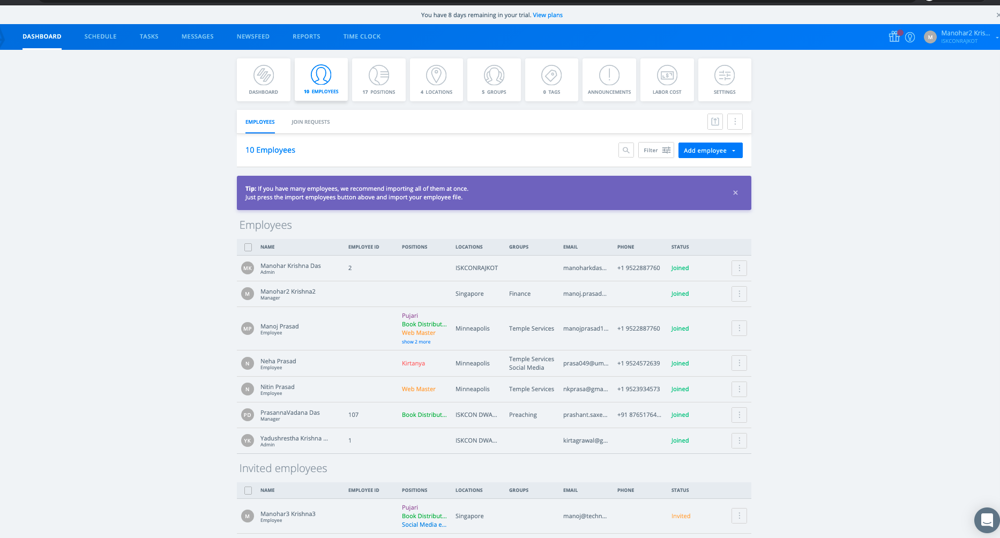 You have 8 days remaining in your trial. View plans
DASHBOARD SCHEDULE TASKS MESSAGES NEWSFEED REPORTS TIME CLOCK
M Manohar2 Kris...
ISKCONRAJKOT
DASHBOARD 10 EMPLOYEES 17 POSITIONS 4 LOCATIONS 5 GROUPS 0 TAGS ANNOUNCEMENTS LABOR COST SETTINGS
EMPLOYEES JOIN REQUESTS
10 Employees Filter Add employee
Tip: If you have many employees, we recommend importing all of them at once.
Just press the import employees button above and import your employee file.
Employees
NAME EMPLOYEE ID POSITIONS LOCATIONS GROUPS EMAIL PHONE STATUS
MK Manohar Krishna Das 2 ISKCONRAJKOT manoharkdas... +1 9522887760 Joined
Admin
M Manohar2 Krishna2 Singapore Finance manoj.prasad... Joined
Manager
Pujari
Book Distribut...
MP Manoj Prasad Minneapolis Temple Services manojprasad1... +1 9522887760 Joined
Employee Web Master
show 2 more
Temple Services
N Neha Prasad Kirtanya Minneapolis prasa049@um... +1 9524572639 Joined
Employee Social Media
N Nitin Prasad Web Master Minneapolis Temple Services nkprasa@gma... +1 9523934573 Joined
Employee
PD PrasannaVadana Das 107 Book Distribut... ISKCON DWA... Preaching prashant.saxe... +91 87651764... Joined
Manager
YK Yadushrestha Krishna ... 1 ISKCON DWA... kirtagrawal@g... Joined
Admin
Invited employees
NAME EMPLOYEE ID POSITIONS LOCATIONS GROUPS EMAIL PHONE STATUS
Pujari
M Manohar3 Krishna3 Book Distribut... Singapore manoj@techn... Invited
Employee Social Media e...